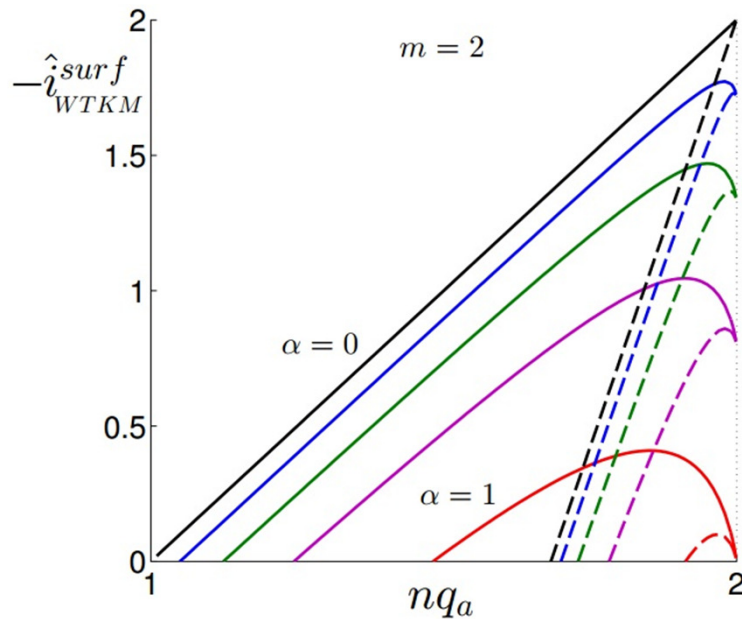 2
m = 2
−î^{surf}_{WTKM}
1.5
1
α = 0
0.5
α = 1
0
1
2
nq_a